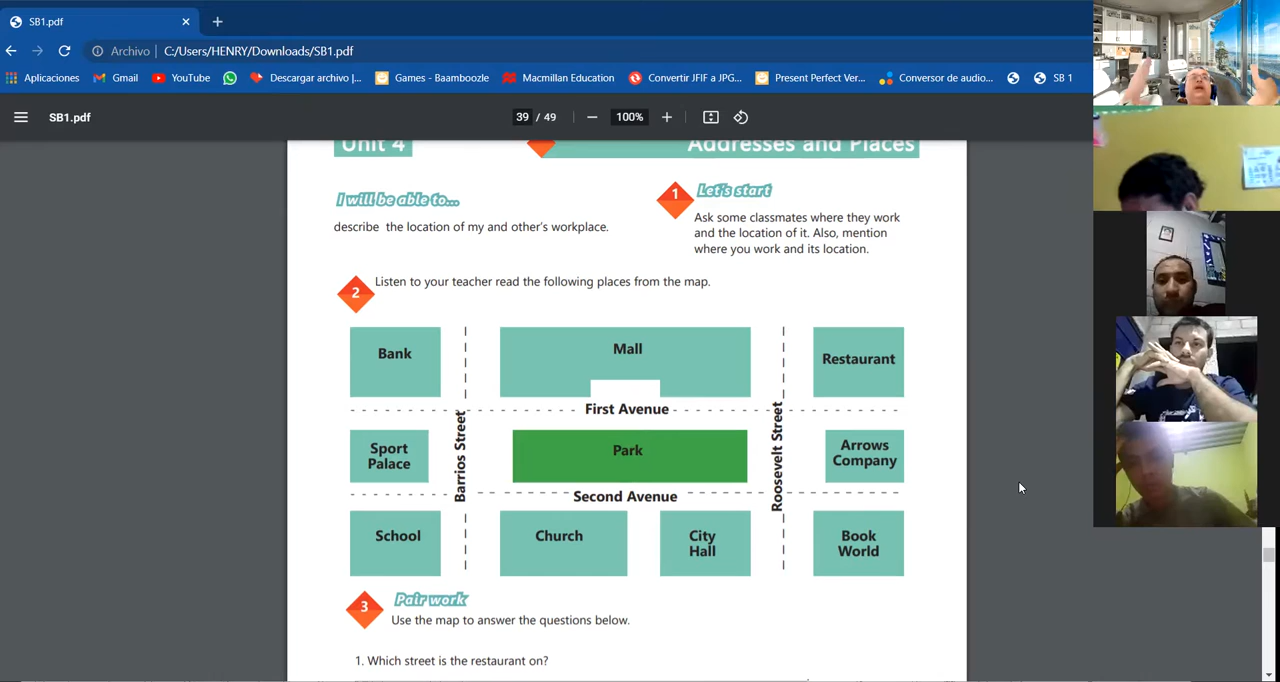 SB1.pdf
Archivo C:/Users/HENRY/Downloads/SB1.pdf
Aplicaciones Gmail YouTube Descargar archivo |... Games - Baamboozle Macmillan Education Convertir JFIF a JPG,... Present Perfect Ver... Conversor de audio... SB 1
SB1.pdf 39 / 49 100%
Unit 4 Addresses and Places
I will be able to...
describe the location of my and other's workplace.
1 Let's start
Ask some classmates where they work
and the location of it. Also, mention
where you work and its location.
2 Listen to your teacher read the following places from the map.
Bank Mall Restaurant
First Avenue
Sport
Palace
Barrios Street
Park
Roosevelt Street
Arrows
Company
Second Avenue
School Church City
Hall
Book
World
3 Pair work
Use the map to answer the questions below.
1. Which street is the restaurant on?